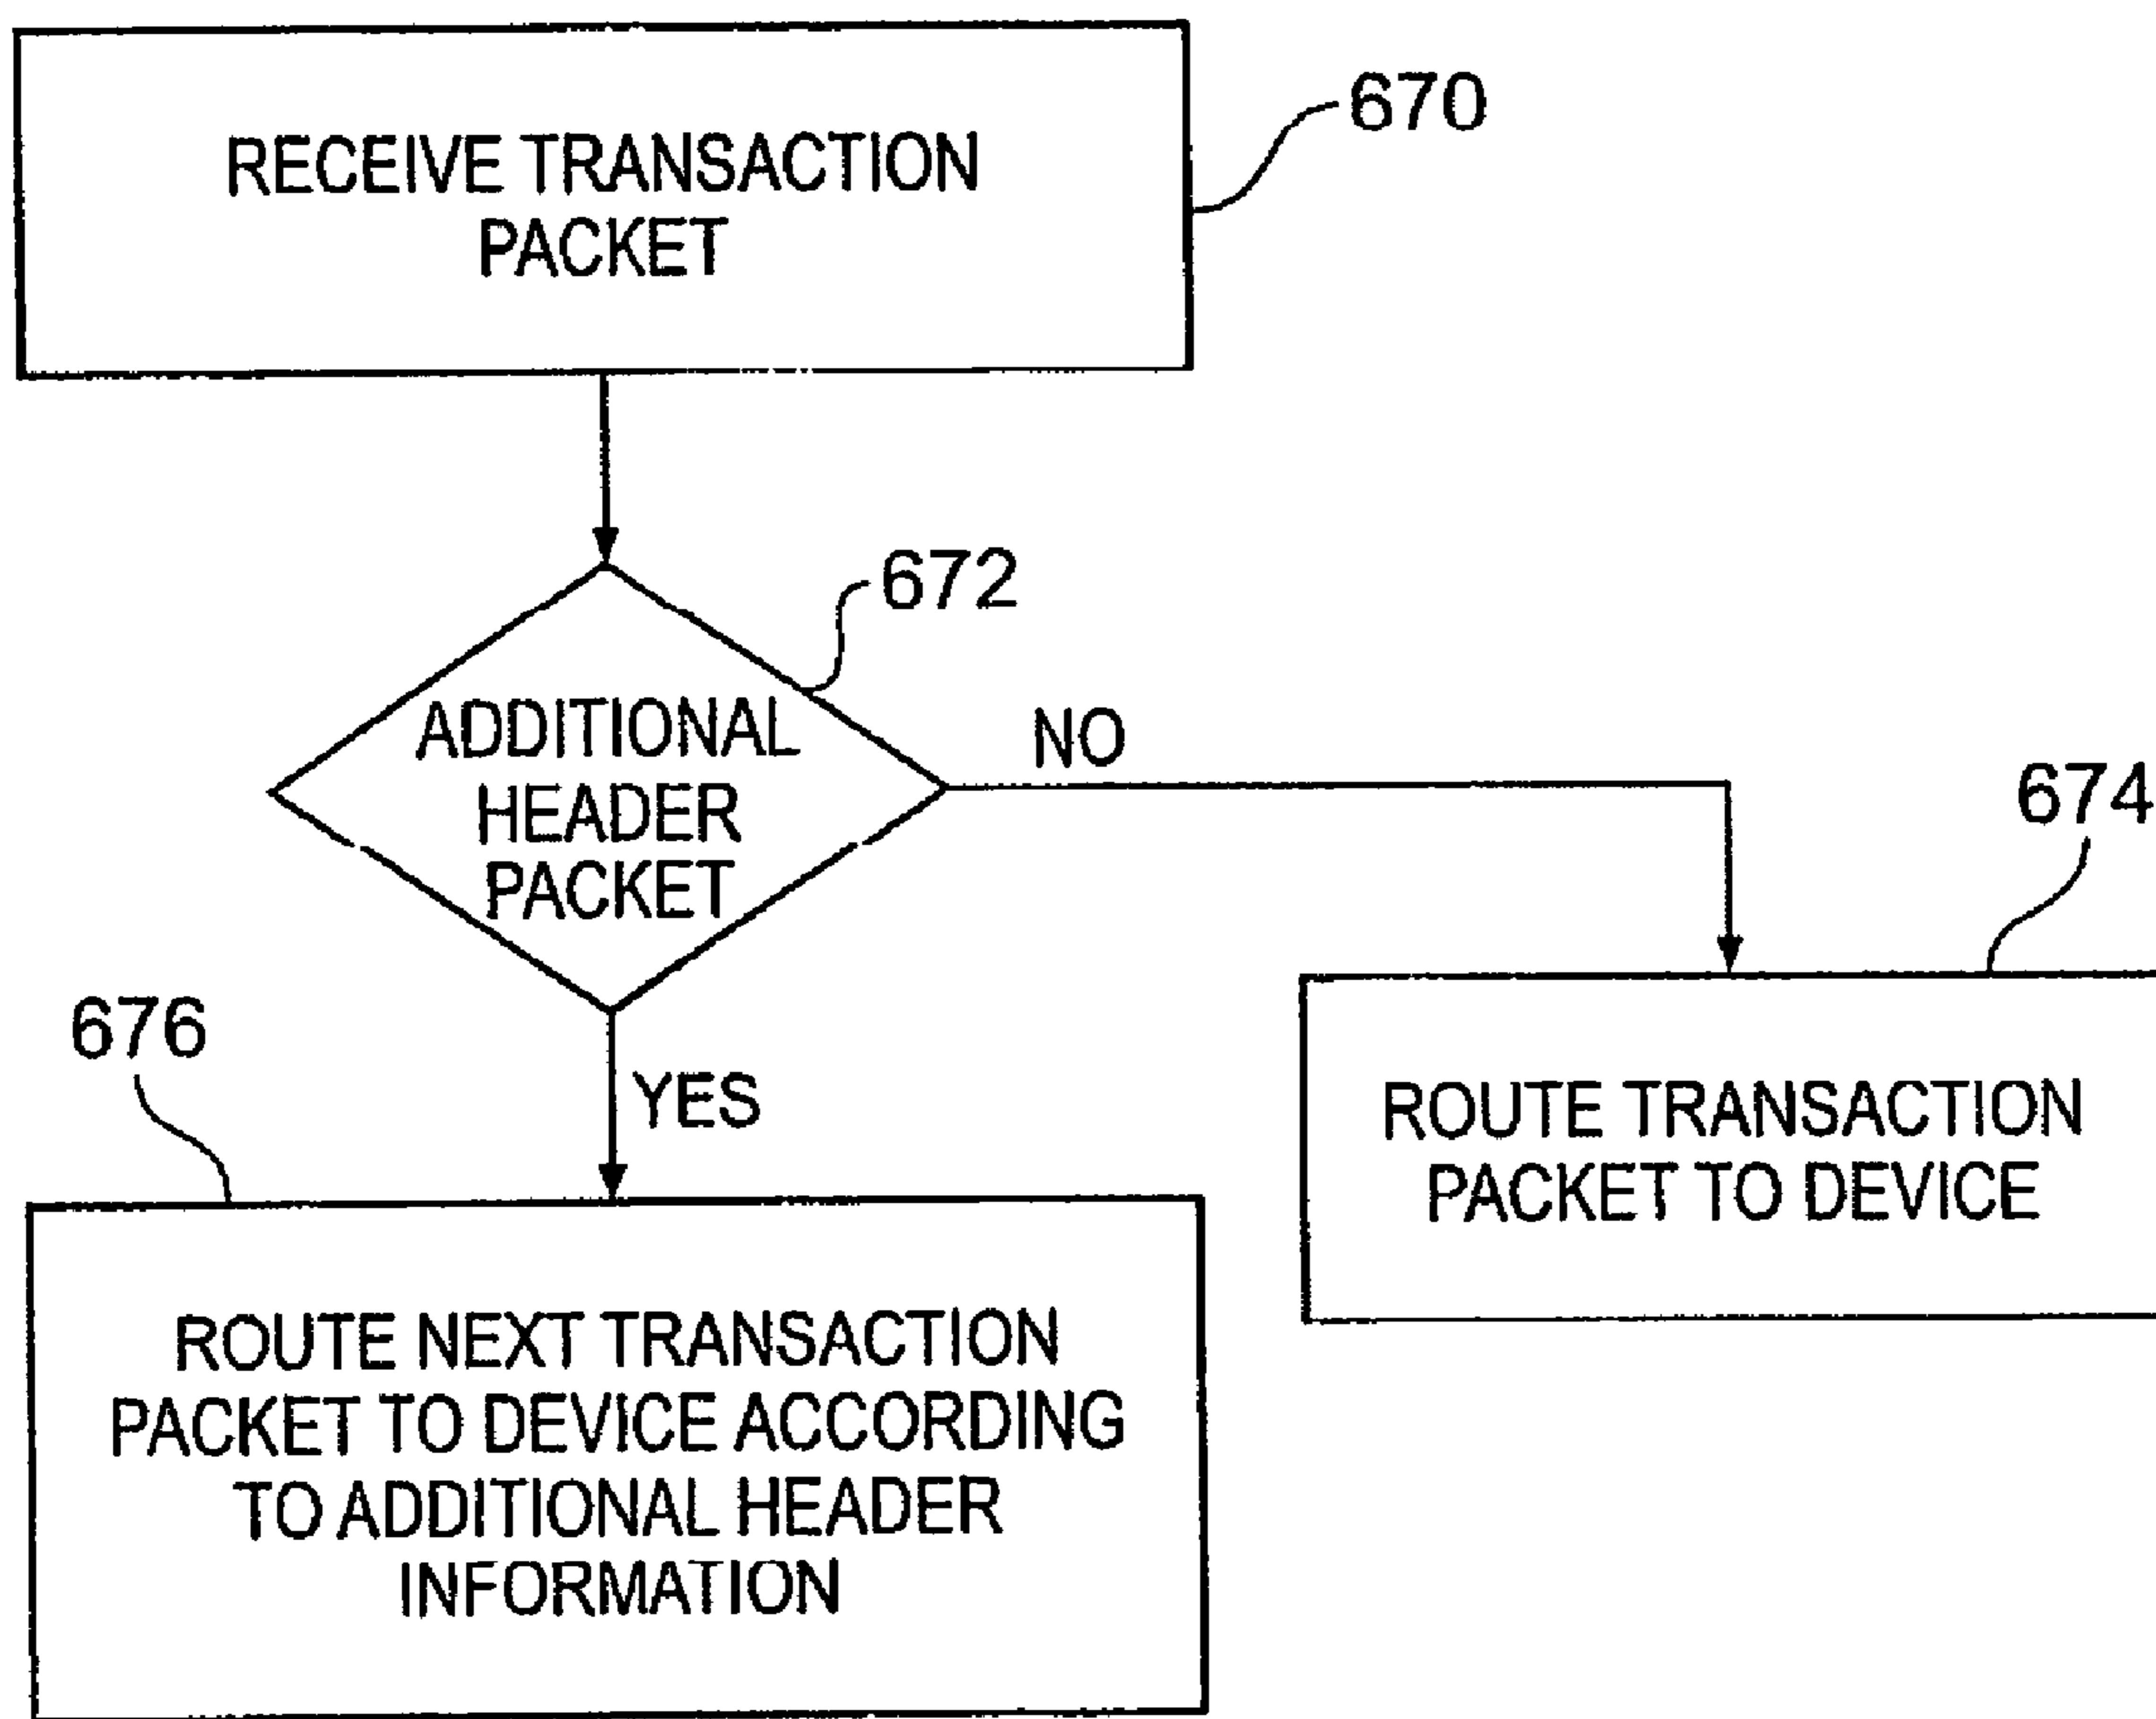 RECEIVE TRANSACTION
PACKET
670
672
ADDITIONAL
HEADER
PACKET
NO
674
676
YES
ROUTE TRANSACTION
PACKET TO DEVICE
ROUTE NEXT TRANSACTION
PACKET TO DEVICE ACCORDING
TO ADDITIONAL HEADER
INFORMATION